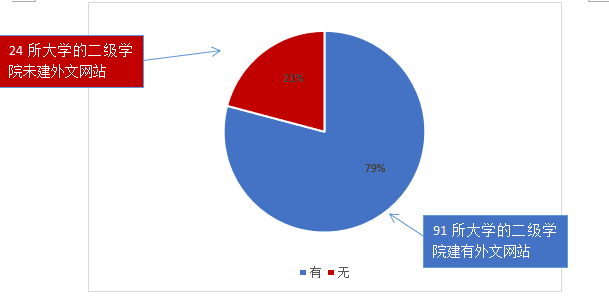 24 所大学的二级学
院未建外文网站
21%
79%
91 所大学的二级学
院建有外文网站
有 无